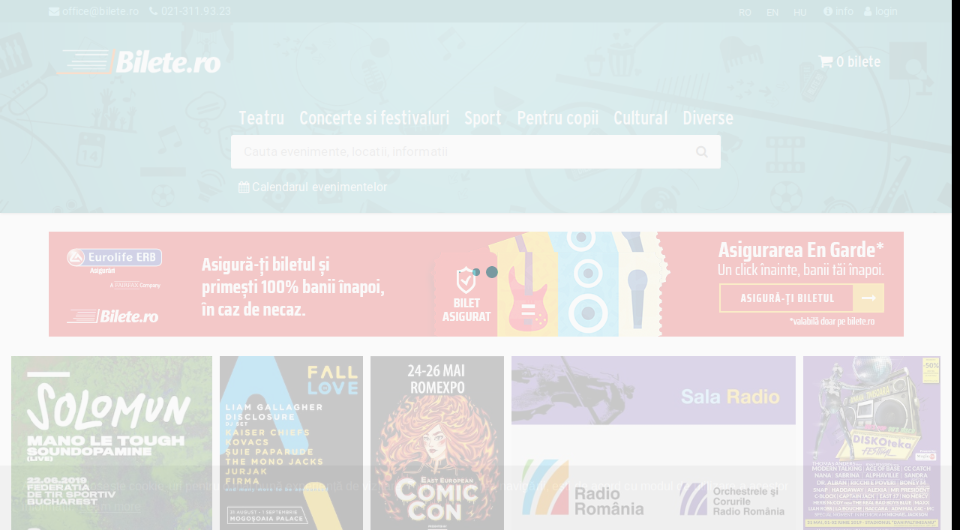 office@bilete.ro 021-311.93.23 RO EN HU info login
Bilete.ro
0 bilete
Teatru Concerte si festivaluri Sport Pentru copii Cultural Diverse
Cauta evenimente, locatii, informatii
Calendarul evenimentelor
Eurolife ERB
Asigurari
Bilete.ro
Asigură-ți biletul și
primești 100% banii înapoi,
în caz de necaz.
BILET
ASIGURAT
Asigurarea En Garde*
Un click înainte, banii tăi înapoi.
ASIGURĂ-ȚI BILETUL
*valabilă doar pe bilete.ro
SOLOMUN
MANO LE TOUGH
SOUNDOPAMINE
(LIVE)
22.06.2019
FEDERATIA
DE TIR SPORTIV
BUCHAREST
FALL
LOVE
LIAM GALLAGHER
DISCLOSURE
DJ SET
KAISER CHIEFS
KOVACS
SUIE PAPARUDE
THE MONO JACKS
JURJAK
FIRMA
MOGOȘOAIA PALACE
24-26 MAI
ROMEXPO
EAST EUROPEAN
COMIC
CON
Sala Radio
Radio
România
Orchestrele și
Corurile
Radio România
-50%
DISKOteka
FESTIVAL